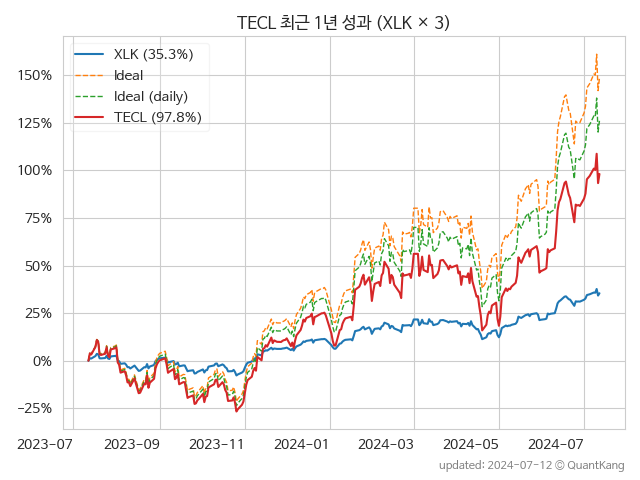 TECL 최근 1년 성과 (XLK × 3)
XLK (35.3%)
Ideal
Ideal (daily)
TECL (97.8%)
150%
125%
100%
75%
50%
25%
0%
−25%
2023-07 2023-09 2023-11 2024-01 2024-03 2024-05 2024-07
updated: 2024-07-12 © QuantKang